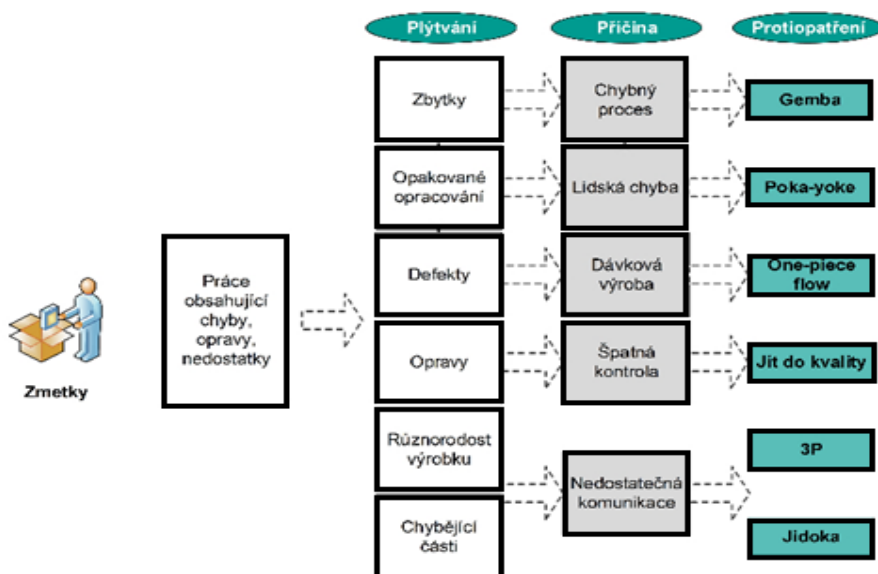 Plýtvání
Příčina
Protiopatření
Zbytky
Chybný
proces
Gemba
Opakované
opracování
Lidská chyba
Poka-yoke
Práce
obsahující
chyby,
opravy,
nedostatky
Defekty
Dávková
výroba
One-piece
flow
Zmetky
Opravy
Špatná
kontrola
Jít do kvality
Různorodost
výrobku
Nedostatečná
komunikace
3P
Chybějící
části
Jidoka